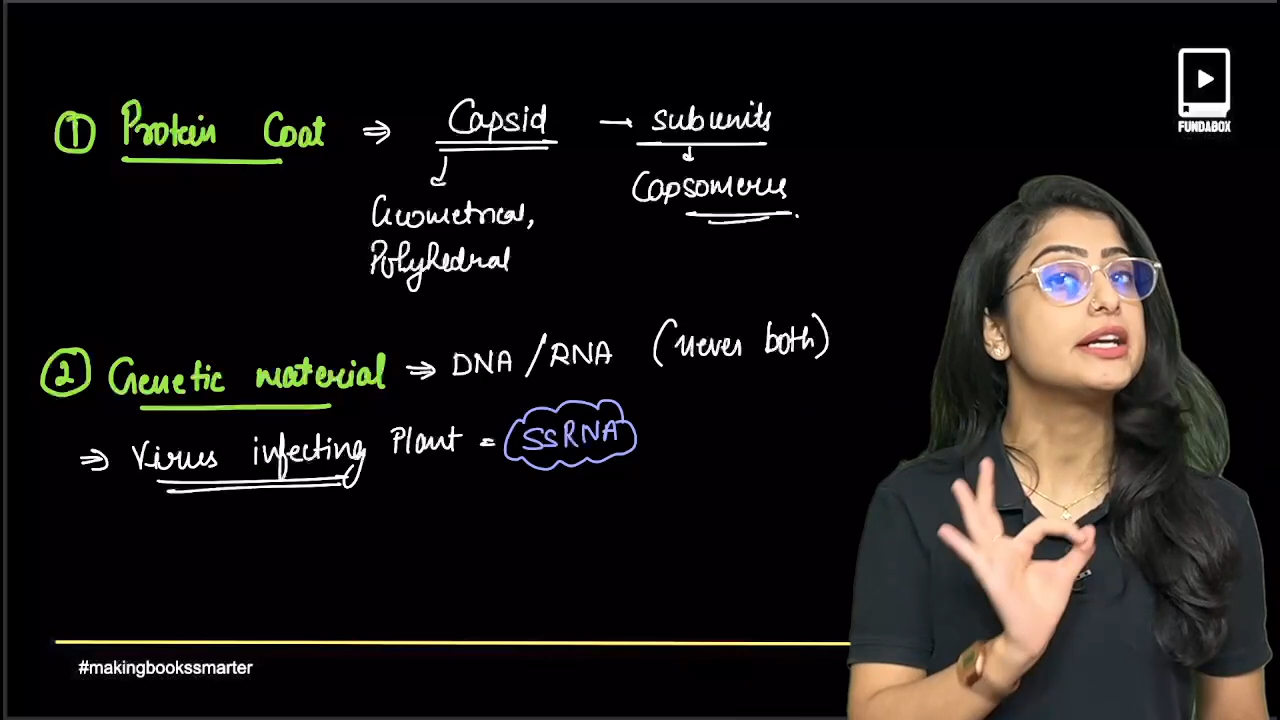 ① Protein Coat ⇒ Capsid → subunits
Capsomeres.
Geometrical,
Polyhedral
② Genetic material ⇒ DNA / RNA (never both)
⇒ Virus infecting Plant = SSRNA
#makingbookssmarter
FUNDABOX